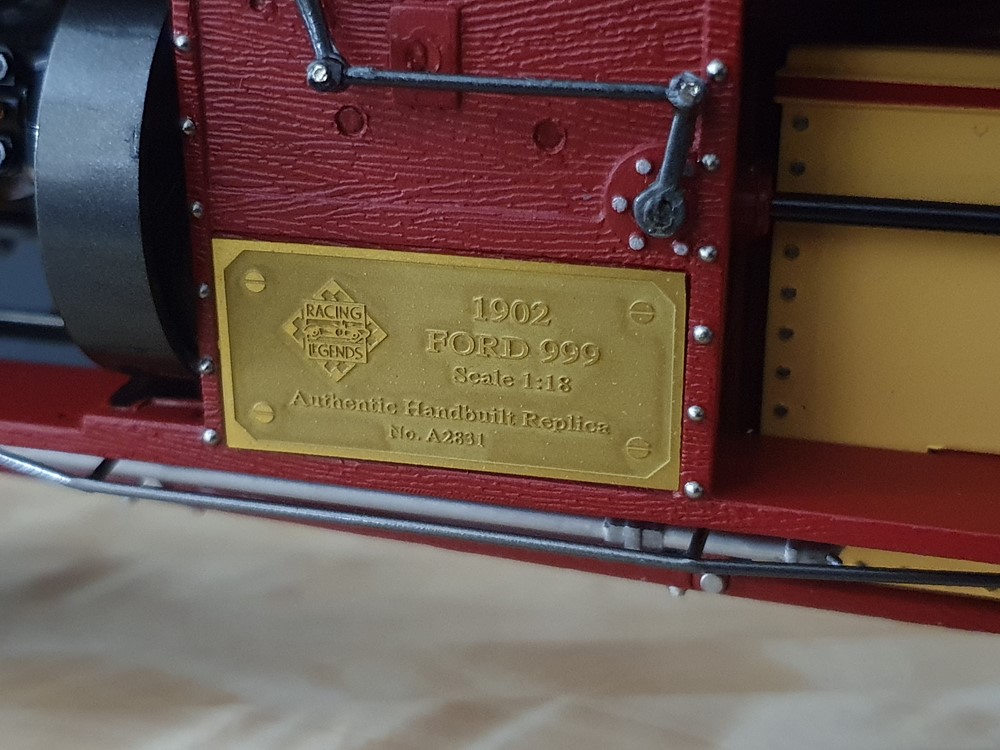 RACING
LEGENDS
1902
FORD 999
Scale 1:18
Authentic Handbuilt Replica
No. A2831